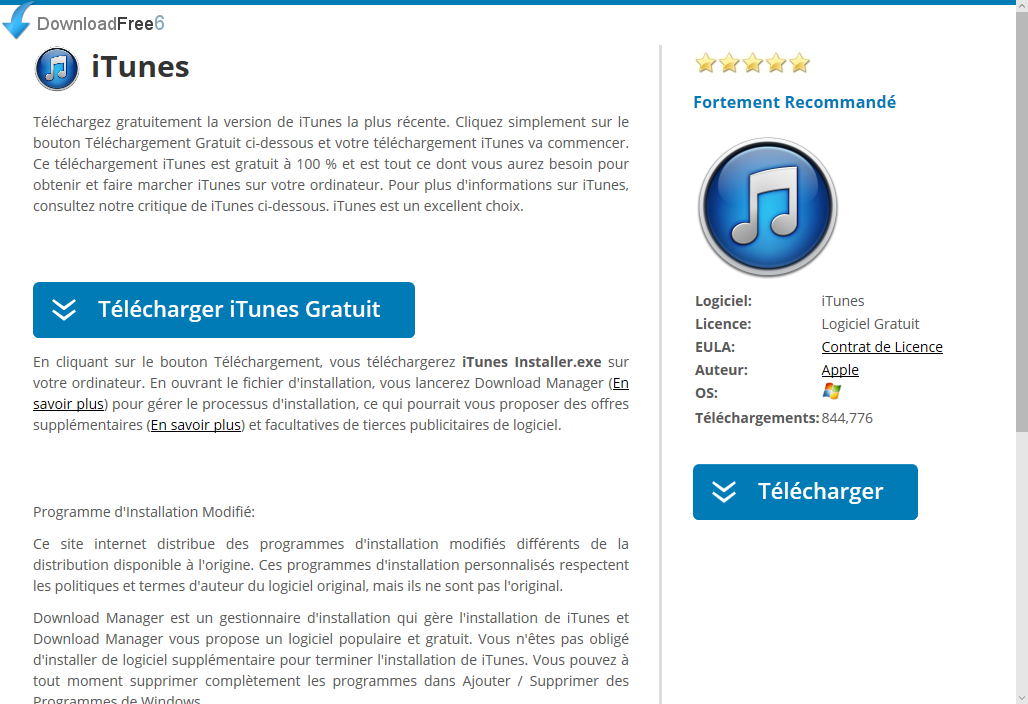 DownloadFree6
iTunes
Téléchargez gratuitement la version de iTunes la plus récente. Cliquez simplement sur le
bouton Téléchargement Gratuit ci-dessous et votre téléchargement iTunes va commencer.
Ce téléchargement iTunes est gratuit à 100 % et est tout ce dont vous aurez besoin pour
obtenir et faire marcher iTunes sur votre ordinateur. Pour plus d'informations sur iTunes,
consultez notre critique de iTunes ci-dessous. iTunes est un excellent choix.
Télécharger iTunes Gratuit
En cliquant sur le bouton Téléchargement, vous téléchargerez iTunes Installer.exe sur
votre ordinateur. En ouvrant le fichier d'installation, vous lancerez Download Manager (En
savoir plus) pour gérer le processus d'installation, ce qui pourrait vous proposer des offres
supplémentaires (En savoir plus) et facultatives de tierces publicitaires de logiciel.
Programme d'Installation Modifié:
Ce site internet distribue des programmes d'installation modifiés différents de la
distribution disponible à l'origine. Ces programmes d'installation personnalisés respectent
les politiques et termes d'auteur du logiciel original, mais ils ne sont pas l'original.
Download Manager est un gestionnaire d'installation qui gère l'installation de iTunes et
Download Manager vous propose un logiciel populaire et gratuit. Vous n'êtes pas obligé
d'installer de logiciel supplémentaire pour terminer l'installation de iTunes. Vous pouvez à
tout moment supprimer complètement les programmes dans Ajouter / Supprimer des
Programmes de Windows.
Fortement Recommandé
Logiciel: iTunes
Licence: Logiciel Gratuit
EULA: Contrat de Licence
Auteur: Apple
OS:
Téléchargements: 844,776
Télécharger